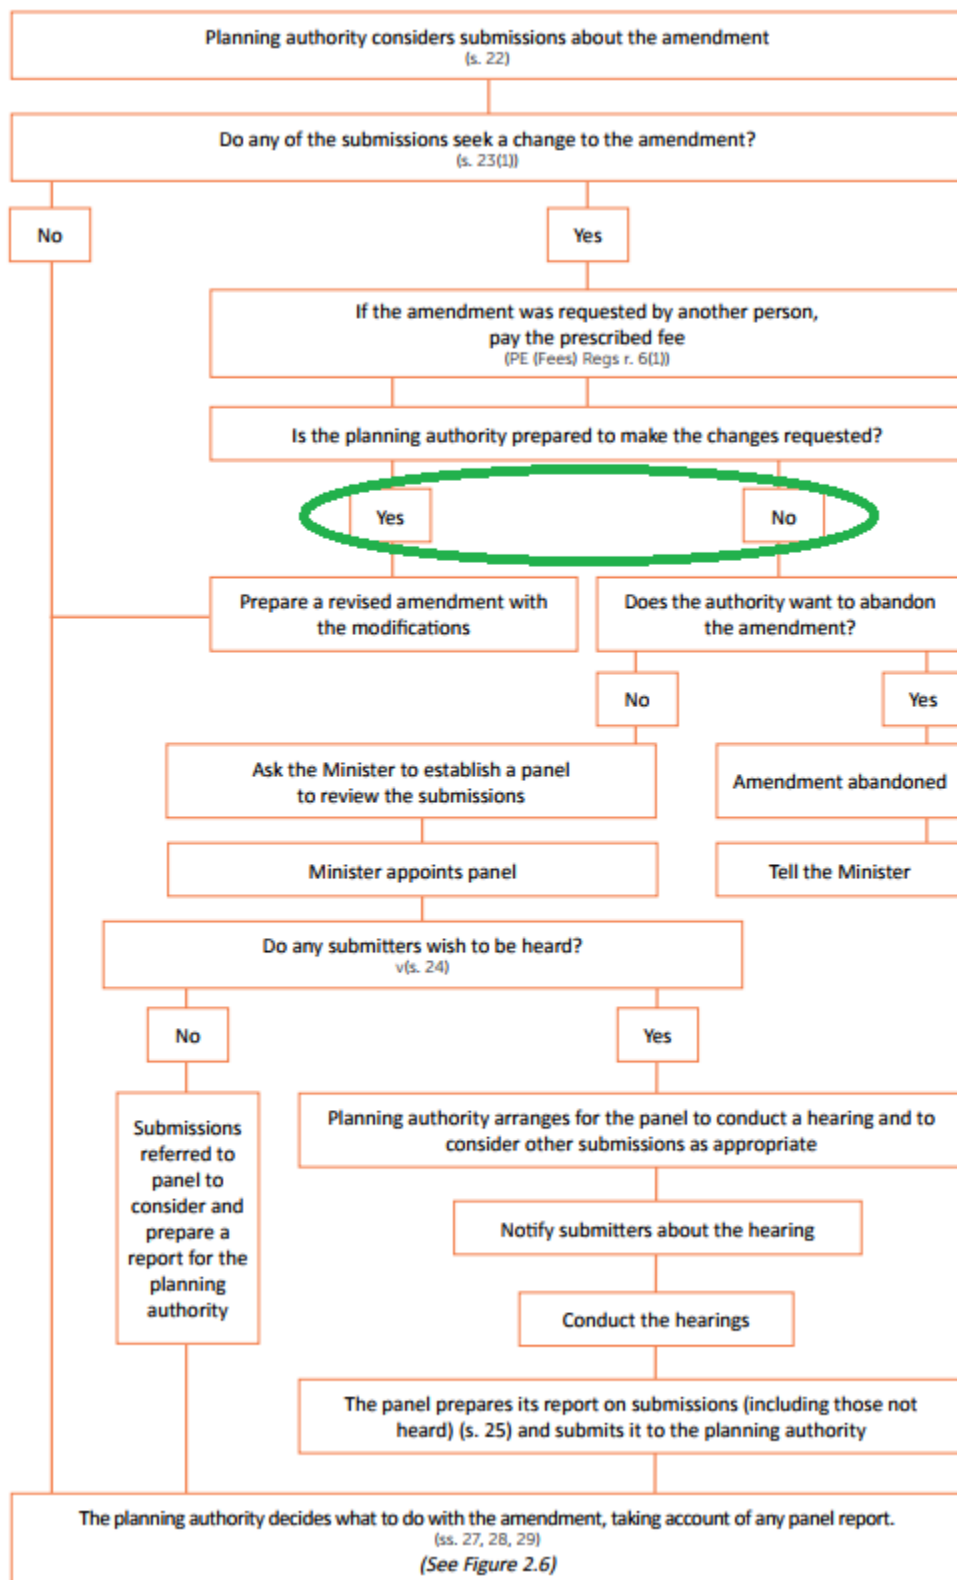 Planning authority considers submissions about the amendment
(s. 22)
Do any of the submissions seek a change to the amendment?
(s. 23(1))
No
Yes
If the amendment was requested by another person,
pay the prescribed fee
(PE (Fees) Regs r. 6(1))
Is the planning authority prepared to make the changes requested?
Yes
No
Prepare a revised amendment with
the modifications
Does the authority want to abandon
the amendment?
No
Yes
Ask the Minister to establish a panel
to review the submissions
Amendment abandoned
Minister appoints panel
Tell the Minister
Do any submitters wish to be heard?
v(s. 24)
No
Yes
Submissions
referred to
panel to
consider and
prepare a
report for the
planning
authority
Planning authority arranges for the panel to conduct a hearing and to
consider other submissions as appropriate
Notify submitters about the hearing
Conduct the hearings
The panel prepares its report on submissions (including those not
heard) (s. 25) and submits it to the planning authority
The planning authority decides what to do with the amendment, taking account of any panel report.
(ss. 27, 28, 29)
(See Figure 2.6)